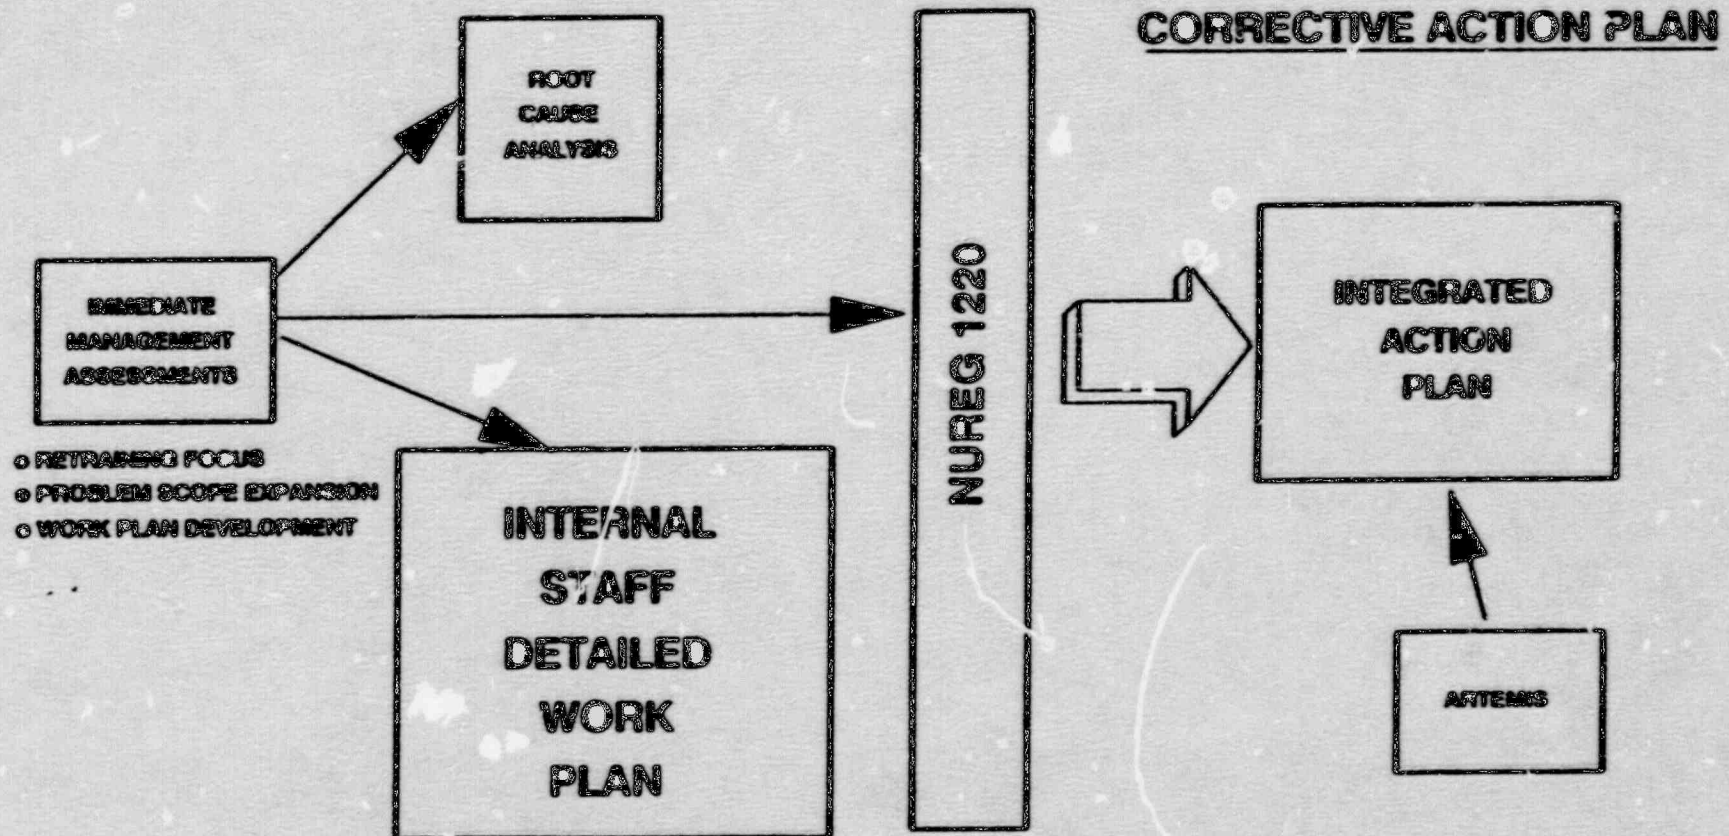 CORRECTIVE ACTION PLAN
ROOT
CAUSE
ANALYSIS
IMMEDIATE
MANAGEMENT
ASSESSMENTS
o RETRAINING FOCUS
o PROBLEM SCOPE EXPANSION
o WORK PLAN DEVELOPMENT
INTERNAL
STAFF
DETAILED
WORK
PLAN
NUREG 1220
INTEGRATED
ACTION
PLAN
ARTEMIS